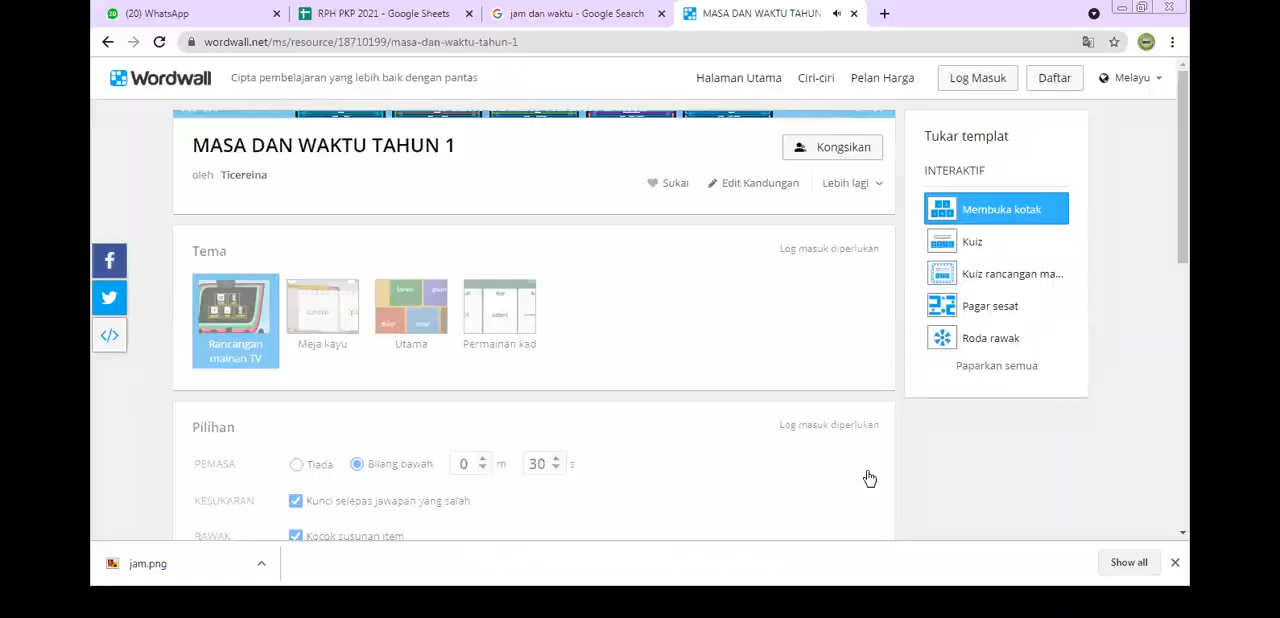 (20) WhatsApp
RPH PKP 2021 - Google Sheets
jam dan waktu - Google Search
MASA DAN WAKTU TAHUN
wordwall.net/ms/resource/18710199/masa-dan-waktu-tahun-1
Wordwall
Cipta pembelajaran yang lebih baik dengan pantas
Halaman Utama
Ciri-ciri
Pelan Harga
Log Masuk
Daftar
Melayu
MASA DAN WAKTU TAHUN 1
Kongsikan
oleh Ticereina
Sukai
Edit Kandungan
Lebih lagi
Tema
Log masuk diperlukan
Rancangan
mainan TV
Meja kayu
Utama
Permainan kad
Pilihan
Log masuk diperlukan
PEMASA
Tiada
Bilang bawah
0 m
30 s
KESUKARAN
Kunci selepas jawapan yang salah
RAWAK
Kocok susunan item
Tukar templat
INTERAKTIF
Membuka kotak
Kuiz
Kuiz rancangan ma...
Pagar sesat
Roda rawak
Paparkan semua
jam.png
Show all